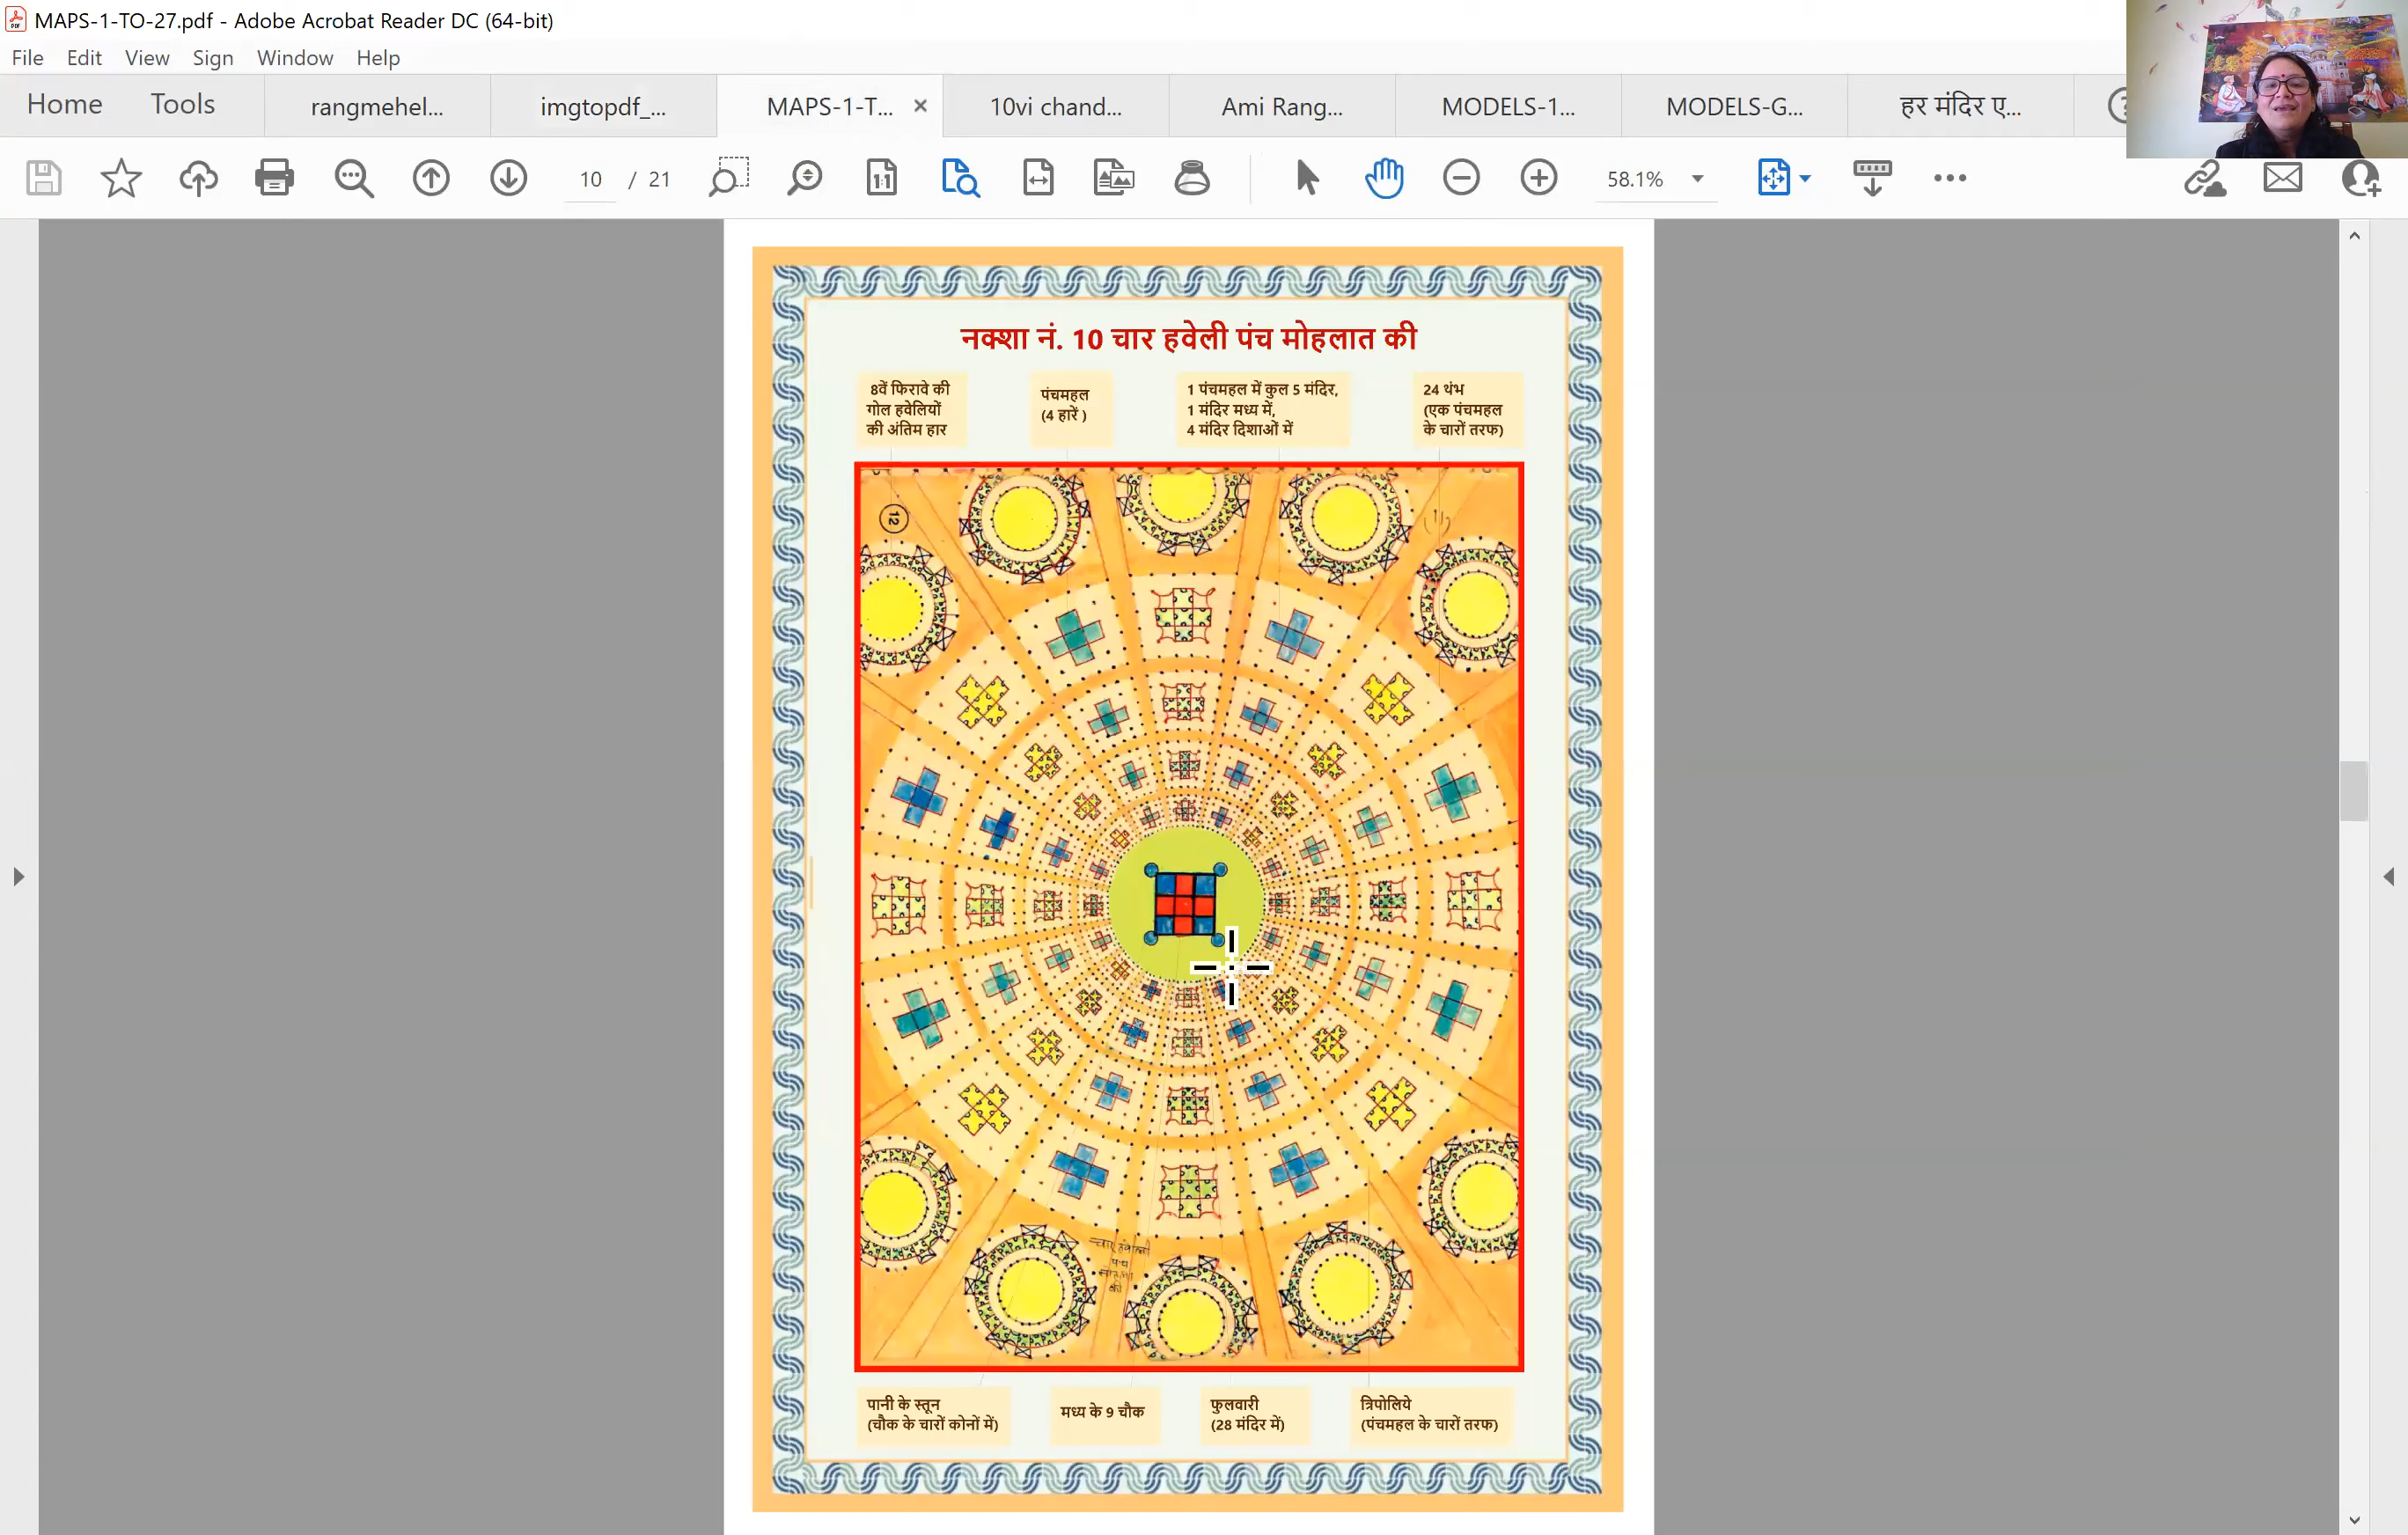 MAPS-1-TO-27.pdf - Adobe Acrobat Reader DC (64-bit)
File Edit View Sign Window Help
Home Tools rangmehel... imgtopdf_... MAPS-1-T... 10vi chand... Ami Rang... MODELS-1... MODELS-G... हर मंदिर ए...
10 / 21 58.1%
नक्शा नं. 10 चार हवेली पंच मोहलात की
8वें फिरावे की
गोल हवेलियों
की अंतिम हार
पंचमहल
(4 हारें )
1 पंचमहल में कुल 5 मंदिर,
1 मंदिर मध्य में,
4 मंदिर दिशाओं में
24 थंभ
(एक पंचमहल
के चारों तरफ)
12
पानी के स्तून
(चौक के चारों कोनों में)
मध्य के 9 चौक
फुलवारी
(28 मंदिर में)
त्रिपोलिये
(पंचमहल के चारों तरफ)